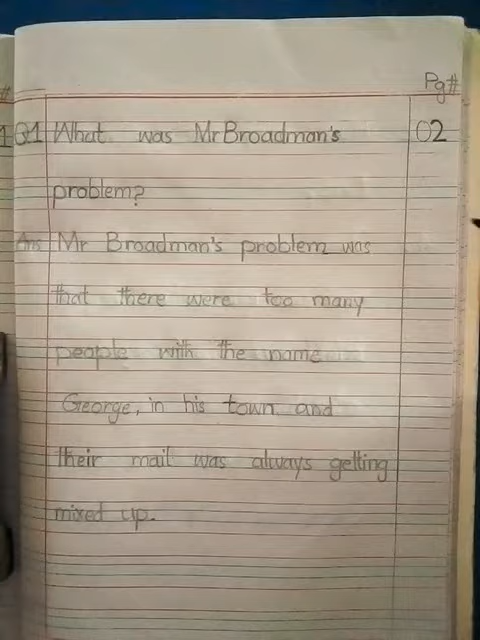 Pg#
Q1 What was Mr Broadman's 02
problem?
Ans Mr Broadman's problem was
that there were too many
people with the name
George, in his town and
their mail was always getting
mixed up.